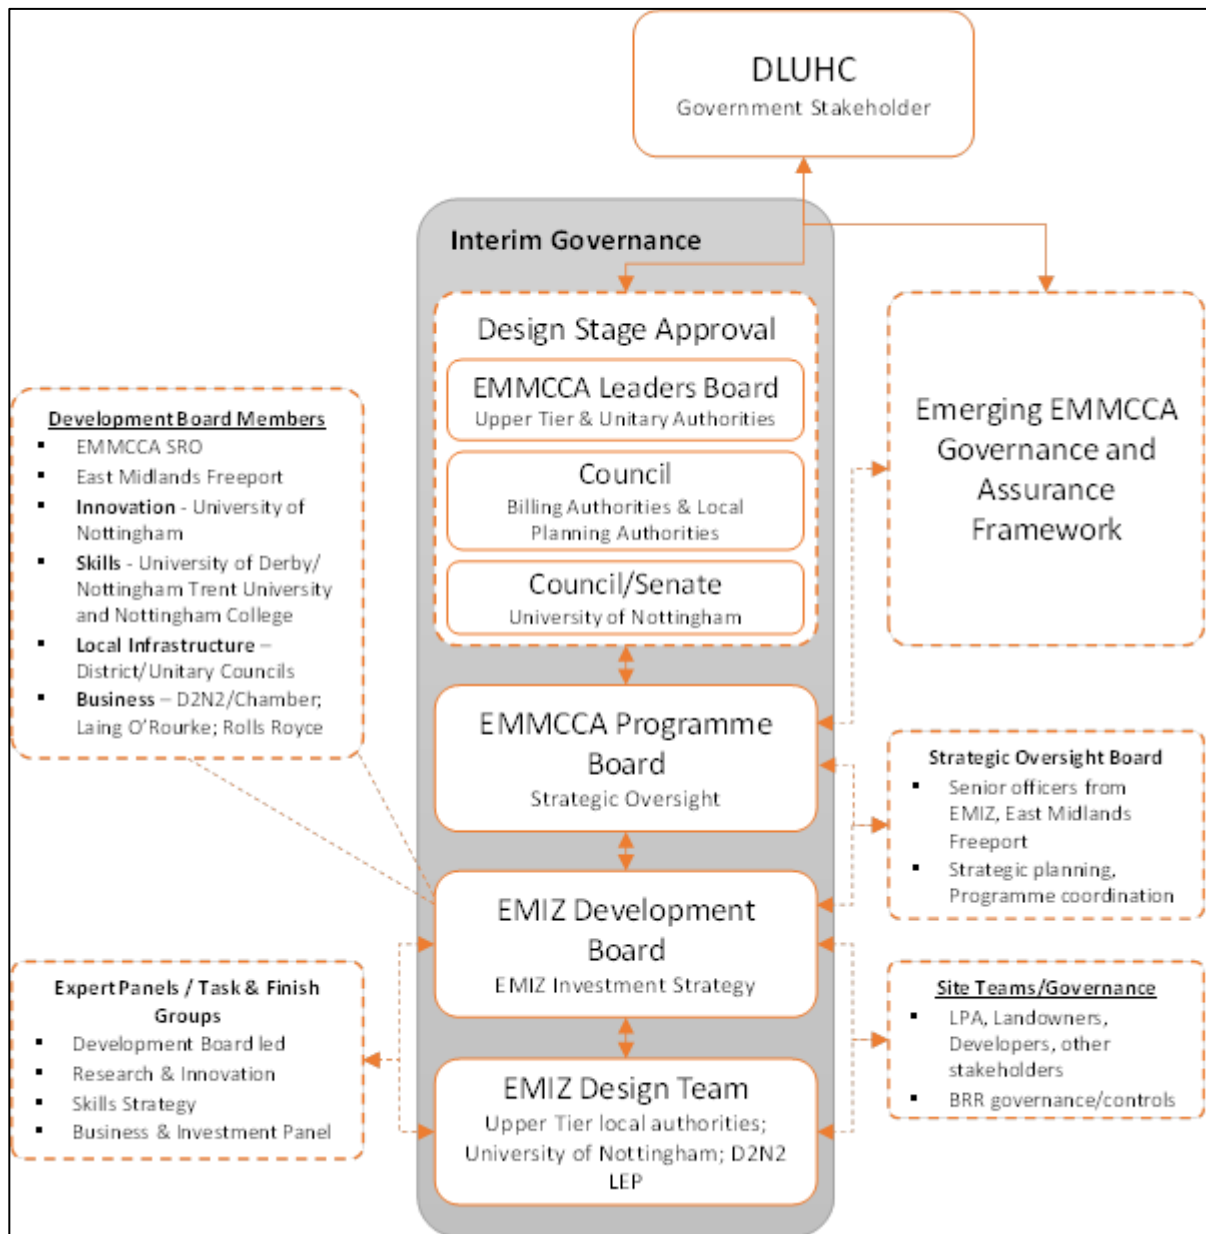 DLUHC
Government Stakeholder
Interim Governance
Design Stage Approval
EMMCCA Leaders Board
Upper Tier & Unitary Authorities
Council
Billing Authorities & Local
Planning Authorities
Council/Senate
University of Nottingham
Emerging EMMCCA
Governance and
Assurance
Framework
Development Board Members
▪ EMMCCA SRO
▪ East Midlands Freeport
▪ Innovation - University of
Nottingham
▪ Skills - University of Derby/
Nottingham Trent University
and Nottingham College
▪ Local Infrastructure –
District/Unitary Councils
▪ Business – D2N2/Chamber;
Laing O'Rourke; Rolls Royce
EMMCCA Programme
Board
Strategic Oversight
Strategic Oversight Board
▪ Senior officers from
EMIZ, East Midlands
Freeport
▪ Strategic planning,
Programme coordination
EMIZ Development
Board
EMIZ Investment Strategy
Expert Panels / Task & Finish
Groups
▪ Development Board led
▪ Research & Innovation
▪ Skills Strategy
▪ Business & Investment Panel
Site Teams/Governance
▪ LPA, Landowners,
Developers, other
stakeholders
▪ BRR governance/controls
EMIZ Design Team
Upper Tier local authorities;
University of Nottingham; D2N2
LEP